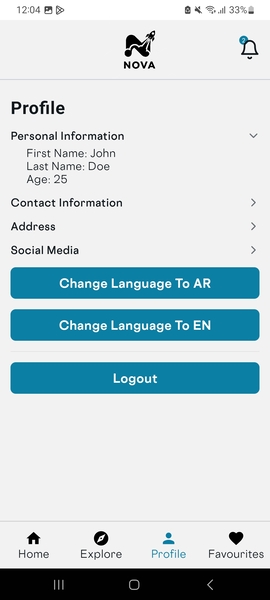 12:04 33%
NOVA
2
Profile
Personal Information
First Name: John
Last Name: Doe
Age: 25
Contact Information
Address
Social Media
Change Language To AR
Change Language To EN
Logout
Home Explore Profile Favourites